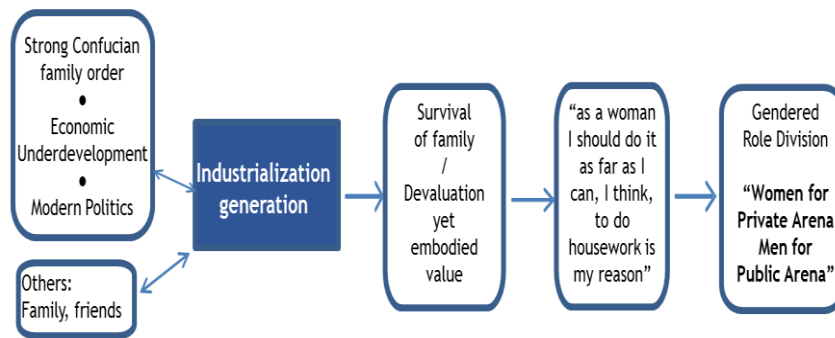 Strong Confucian
family order
●
Economic
Underdevelopment
●
Modern Politics
Others:
Family, friends
Industrialization
generation
Survival
of family
/
Devaluation
yet
embodied
value
“as a woman
I should do it
as far as I
can, I think,
to do
housework is
my reason”
Gendered
Role Division
“Women for
Private Arena
Men for
Public Arena”